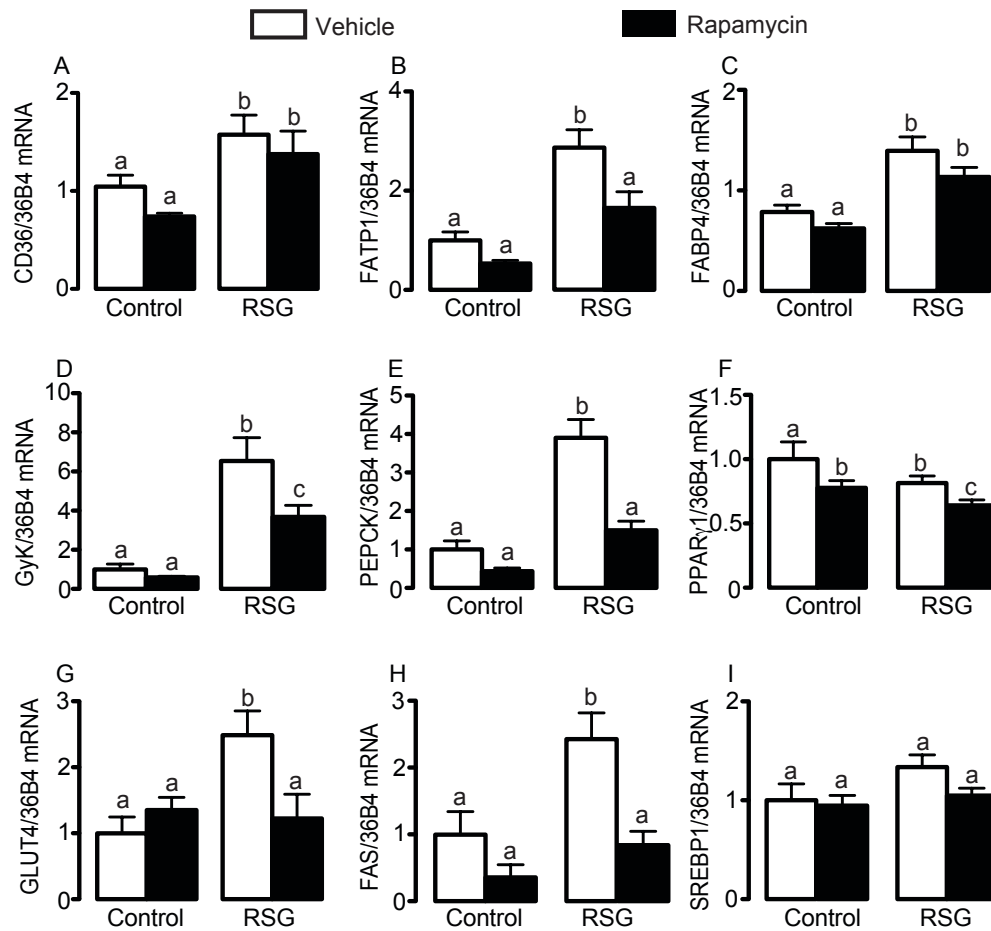 Vehicle
Rapamycin
A
CD36/36B4 mRNA
2
1
0
a
a
b
b
Control
RSG
B
FATP1/36B4 mRNA
4
2
0
a
a
b
a
Control
RSG
C
FABP4/36B4 mRNA
2
1
0
a
a
b
b
Control
RSG
D
GyK/36B4 mRNA
10
8
6
4
2
0
a
a
b
c
Control
RSG
E
PEPCK/36B4 mRNA
5
4
3
2
1
0
a
a
b
a
Control
RSG
F
PPARγ1/36B4 mRNA
1.5
1.0
0.5
0
a
b
b
c
Control
RSG
G
GLUT4/36B4 mRNA
3
2
1
0
a
a
b
a
Control
RSG
H
FAS/36B4 mRNA
3
2
1
0
a
a
b
a
Control
RSG
I
SREBP1/36B4 mRNA
2
1
0
a
a
a
a
Control
RSG